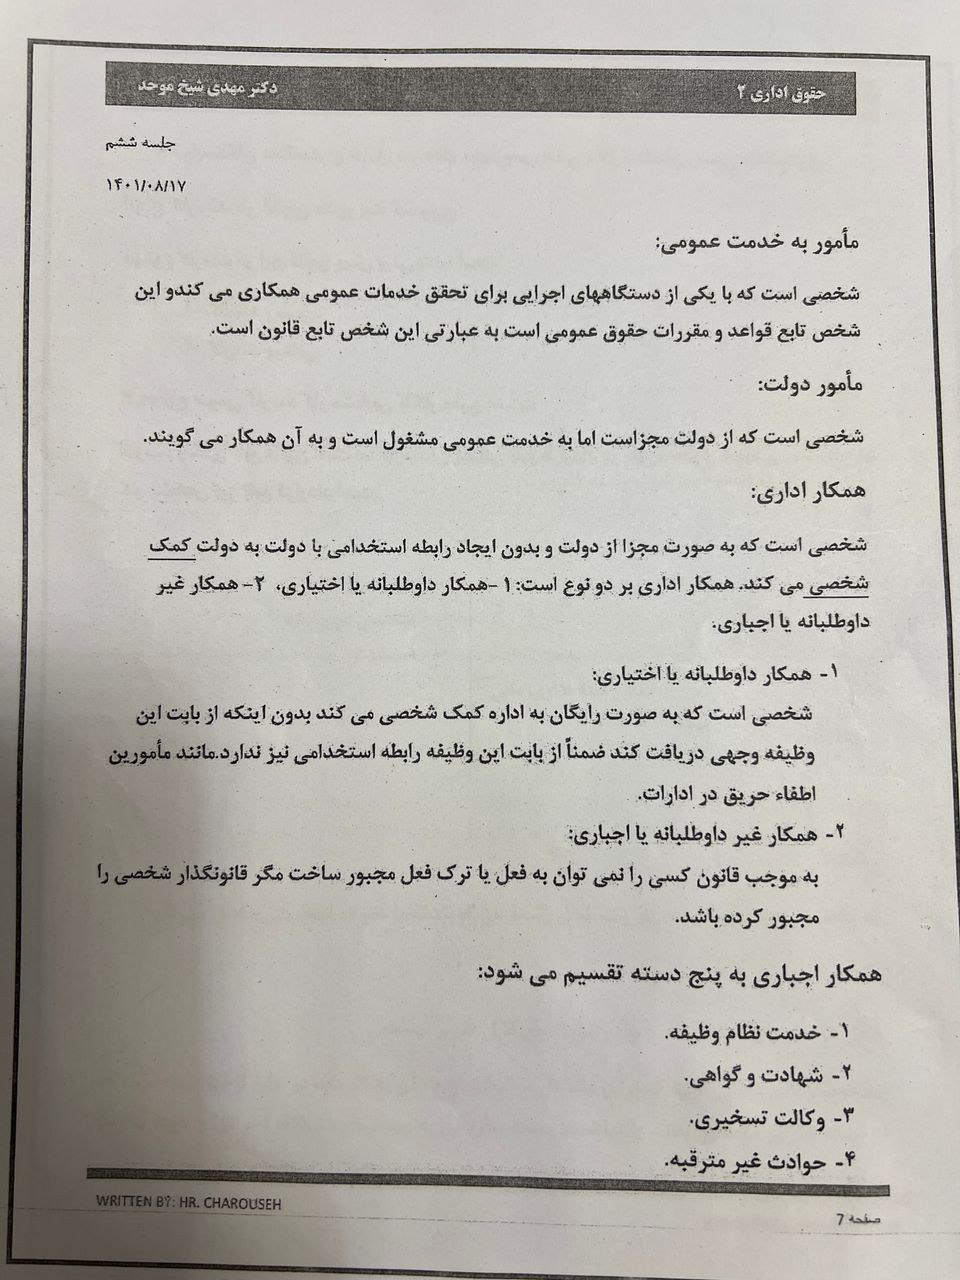 حقوق اداری ۲
دکتر مهدی شیخ موحد
جلسه ششم
۱۴۰۱/۰۸/۱۷
مأمور به خدمت عمومی:
شخصی است که با یکی از دستگاههای اجرایی برای تحقق خدمات عمومی همکاری می کندو این
شخص تابع قواعد و مقررات حقوق عمومی است به عبارتی این شخص تابع قانون است.
مأمور دولت:
شخصی است که از دولت مجزاست اما به خدمت عمومی مشغول است و به آن همکار می گویند.
همکار اداری:
شخصی است که به صورت مجزا از دولت و بدون ایجاد رابطه استخدامی با دولت به دولت کمک
شخصی می کند. همکار اداری بر دو نوع است: ۱-همکار داوطلبانه یا اختیاری، ۲- همکار غیر
داوطلبانه یا اجباری.
۱- همکار داوطلبانه یا اختیاری:
شخصی است که به صورت رایگان به اداره کمک شخصی می کند بدون اینکه از بابت این
وظیفه وجهی دریافت کند ضمناً از بابت این وظیفه رابطه استخدامی نیز ندارد.مانند مأمورین
اطفاء حریق در ادارات.
۲- همکار غیر داوطلبانه یا اجباری:
به موجب قانون کسی را نمی توان به فعل یا ترک فعل مجبور ساخت مگر قانونگذار شخصی را
مجبور کرده باشد.
همکار اجباری به پنج دسته تقسیم می شود:
۱- خدمت نظام وظیفه.
۲- شهادت و گواهی.
۳- وکالت تسخیری.
۴- حوادث غیر مترقبه.
WRITTEN BY: HR. CHAROUSEH
صفحه 7